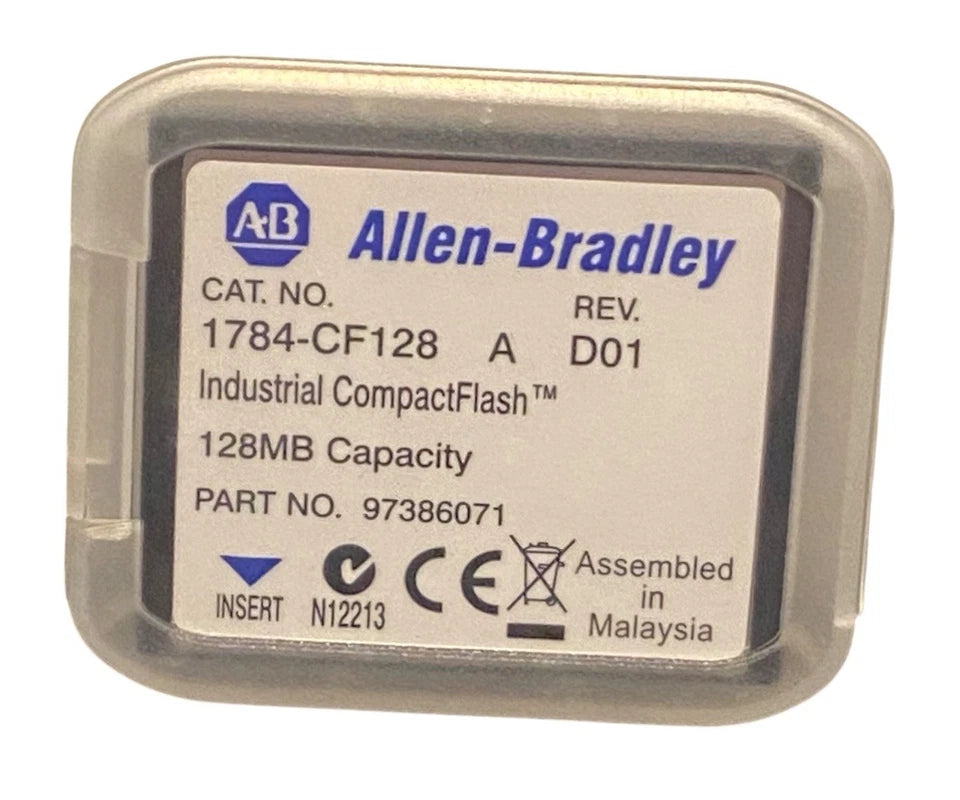 A-B Allen-Bradley
CAT. NO. REV.
1784-CF128 A D01
Industrial CompactFlash™
128MB Capacity
PART NO. 97386071
INSERT N12213 CE Assembled
in
Malaysia